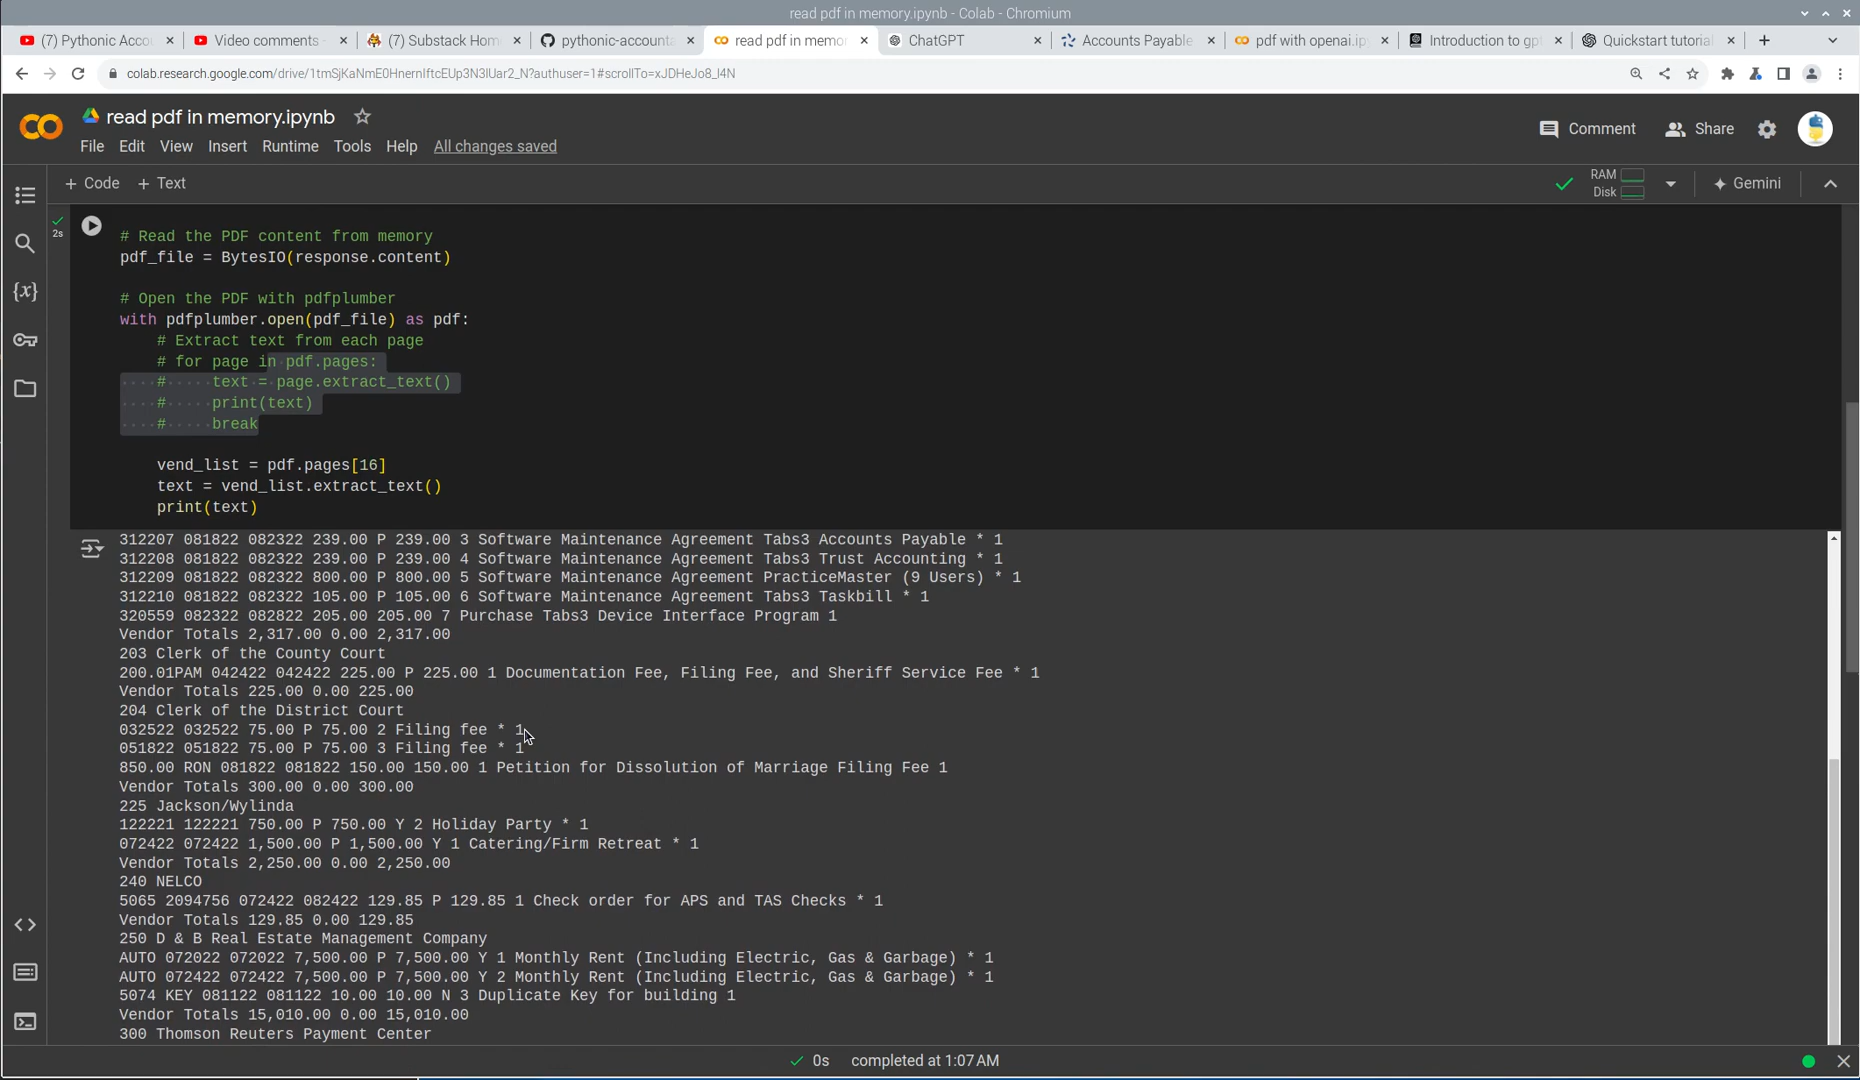 read pdf in memory.ipynb - Colab - Chromium
(7) Pythonic Acco
Video comments -
(7) Substack Hom
pythonic-accounta
read pdf in memor
ChatGPT
Accounts Payable
pdf with openai.ip
Introduction to gpt
Quickstart tutorial
colab.research.google.com/drive/1tmSjKaNmE0HnernIftcEUp3N3IUar2_N?authuser=1#scrollTo=xJDHeJo8_l4N
CO
read pdf in memory.ipynb
Comment
Share
File Edit View Insert Runtime Tools Help All changes saved
+ Code + Text
RAM
Disk
Gemini
2s
# Read the PDF content from memory
pdf_file = BytesIO(response.content)
# Open the PDF with pdfplumber
with pdfplumber.open(pdf_file) as pdf:
# Extract text from each page
# for page in pdf.pages:
#     text = page.extract_text()
#     print(text)
#     break
vend_list = pdf.pages[16]
text = vend_list.extract_text()
print(text)
312207 081822 082322 239.00 P 239.00 3 Software Maintenance Agreement Tabs3 Accounts Payable * 1
312208 081822 082322 239.00 P 239.00 4 Software Maintenance Agreement Tabs3 Trust Accounting * 1
312209 081822 082322 800.00 P 800.00 5 Software Maintenance Agreement PracticeMaster (9 Users) * 1
312210 081822 082322 105.00 P 105.00 6 Software Maintenance Agreement Tabs3 Taskbill * 1
320559 082322 082822 205.00 205.00 7 Purchase Tabs3 Device Interface Program 1
Vendor Totals 2,317.00 0.00 2,317.00
203 Clerk of the County Court
200.01PAM 042422 042422 225.00 P 225.00 1 Documentation Fee, Filing Fee, and Sheriff Service Fee * 1
Vendor Totals 225.00 0.00 225.00
204 Clerk of the District Court
032522 032522 75.00 P 75.00 2 Filing fee * 1
051822 051822 75.00 P 75.00 3 Filing fee * 1
850.00 RON 081822 081822 150.00 150.00 1 Petition for Dissolution of Marriage Filing Fee 1
Vendor Totals 300.00 0.00 300.00
225 Jackson/Wylinda
122221 122221 750.00 P 750.00 Y 2 Holiday Party * 1
072422 072422 1,500.00 P 1,500.00 Y 1 Catering/Firm Retreat * 1
Vendor Totals 2,250.00 0.00 2,250.00
240 NELCO
5065 2094756 072422 082422 129.85 P 129.85 1 Check order for APS and TAS Checks * 1
Vendor Totals 129.85 0.00 129.85
250 D & B Real Estate Management Company
AUTO 072022 072022 7,500.00 P 7,500.00 Y 1 Monthly Rent (Including Electric, Gas & Garbage) * 1
AUTO 072422 072422 7,500.00 P 7,500.00 Y 2 Monthly Rent (Including Electric, Gas & Garbage) * 1
5074 KEY 081122 081122 10.00 10.00 N 3 Duplicate Key for building 1
Vendor Totals 15,010.00 0.00 15,010.00
300 Thomson Reuters Payment Center
0s completed at 1:07 AM